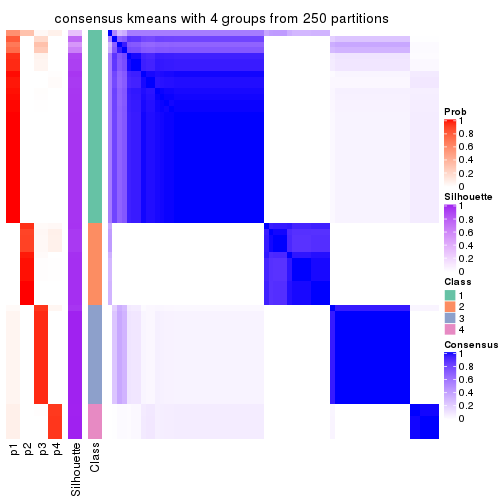 consensus kmeans with 4 groups from 250 partitions
Prob
1
0.8
0.6
0.4
0.2
0
Silhouette
1
0.8
0.6
0.4
0.2
0
Class
1
2
3
4
Consensus
1
0.8
0.6
0.4
0.2
0
p1
p2
p3
p4
Silhouette
Class